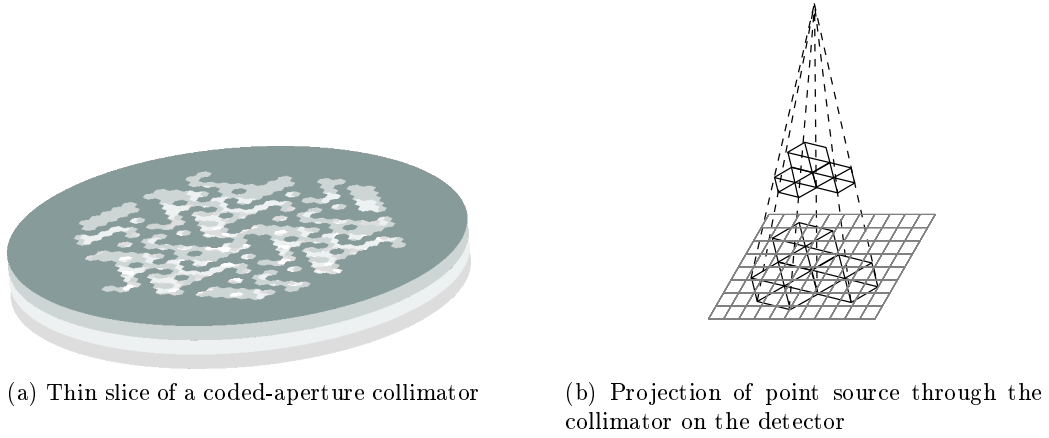 (a) Thin slice of a coded-aperture collimator
(b) Projection of point source through the
collimator on the detector